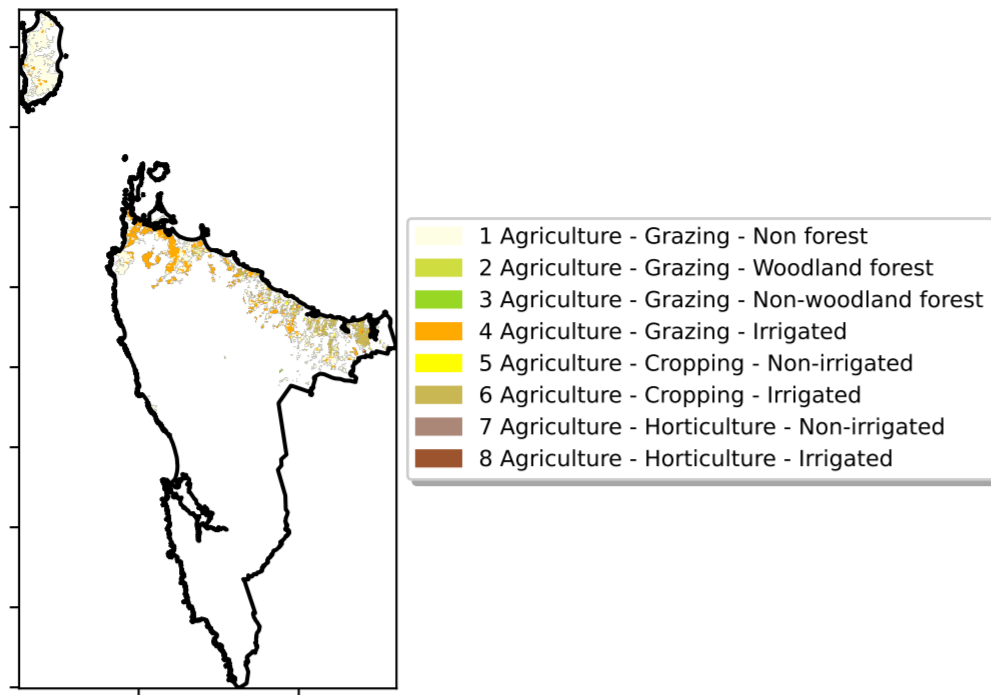 1 Agriculture - Grazing - Non forest
2 Agriculture - Grazing - Woodland forest
3 Agriculture - Grazing - Non-woodland forest
4 Agriculture - Grazing - Irrigated
5 Agriculture - Cropping - Non-irrigated
6 Agriculture - Cropping - Irrigated
7 Agriculture - Horticulture - Non-irrigated
8 Agriculture - Horticulture - Irrigated